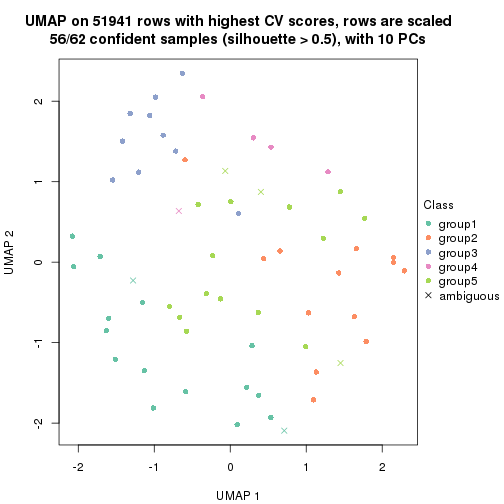 UMAP on 51941 rows with highest CV scores, rows are scaled
56/62 confident samples (silhouette > 0.5), with 10 PCs
2
1
0
-1
-2
UMAP 2
-2
-1
0
1
2
UMAP 1
Class
group1
group2
group3
group4
group5
ambiguous